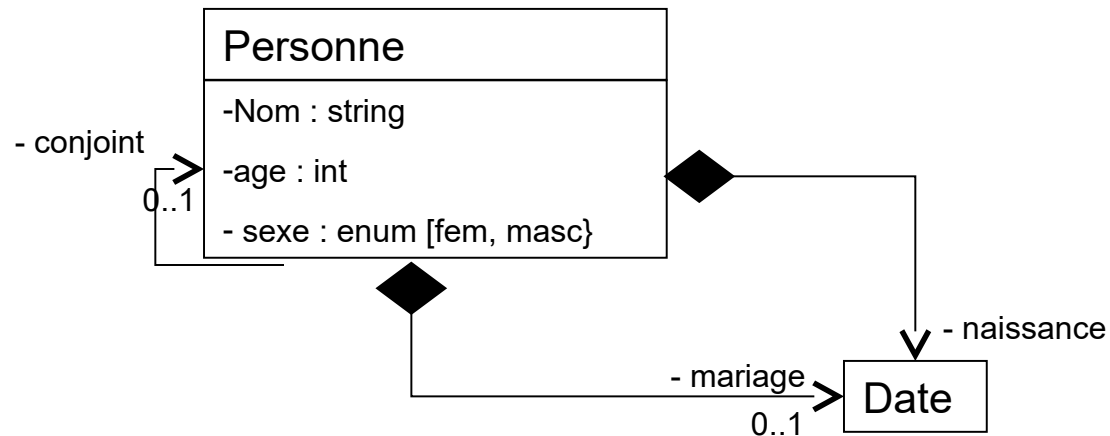 Personne
-Nom : string
- conjoint
-age : int
0..1
- sexe : enum [fem, masc}
- naissance
- mariage
Date
0..1